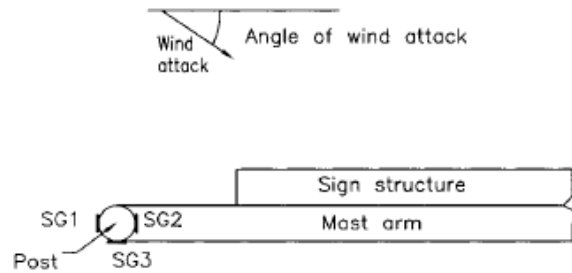 Wind
attack
Angle of wind attack
Sign structure
SG1
SG2
Mast arm
Post
SG3